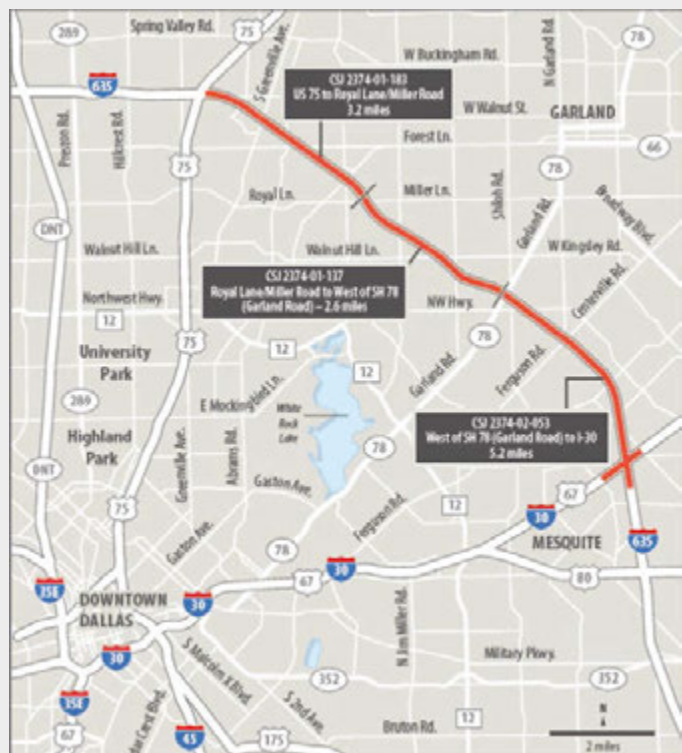 Spring Valley Rd.
289
75
S Greenville Ave.
78
W Buckingham Rd.
N Garland Rd.
635
CSJ 2374-01-183
US 75 to Royal Lane/Miller Road
3.2 miles
W Walnut St.
GARLAND
Preston Rd.
Hillcrest Rd.
75
Forest Ln.
66
78
75
Royal Ln.
Miller Ln.
Shiloh Rd.
Garland Rd.
Broadway Blvd.
DNT
Walnut Hill Ln.
Walnut Hill Ln.
W Kingsley Rd.
CSJ 2374-01-137
Royal Lane/Miller Road to West of SH 78
(Garland Road) – 2.6 miles
Centerville Rd.
Northwest Hwy.
NW Hwy.
12
75
12
78
University
Park
12
Garland Rd.
Ferguson Rd.
289
E Mockingbird Ln.
White
Rock
Lake
CSJ 2374-02-053
West of SH 78 (Garland Road) to I-30
5.2 miles
Highland
Park
Greenville Ave.
Abrams Rd.
78
DNT
Gaston Ave.
67
75
Ferguson Rd.
12
30
635
Gaston Ave.
78
MESQUITE
67
30
80
35E
DOWNTOWN
DALLAS
30
N Jim Miller Rd.
30
S Malcolm X Blvd.
Military Pkwy.
352
352
35E
S 2nd Ave.
N
67
45
175
Bruton Rd.
12
2 miles